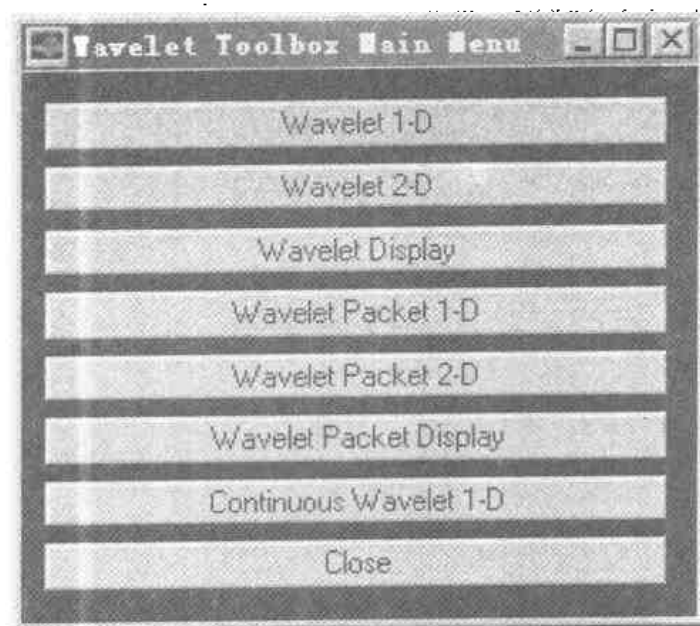 Wavelet Toolbox Main Menu
Wavelet 1-D
Wavelet 2-D
Wavelet Display
Wavelet Packet 1-D
Wavelet Packet 2-D
Wavelet Packet Display
Continuous Wavelet 1-D
Close